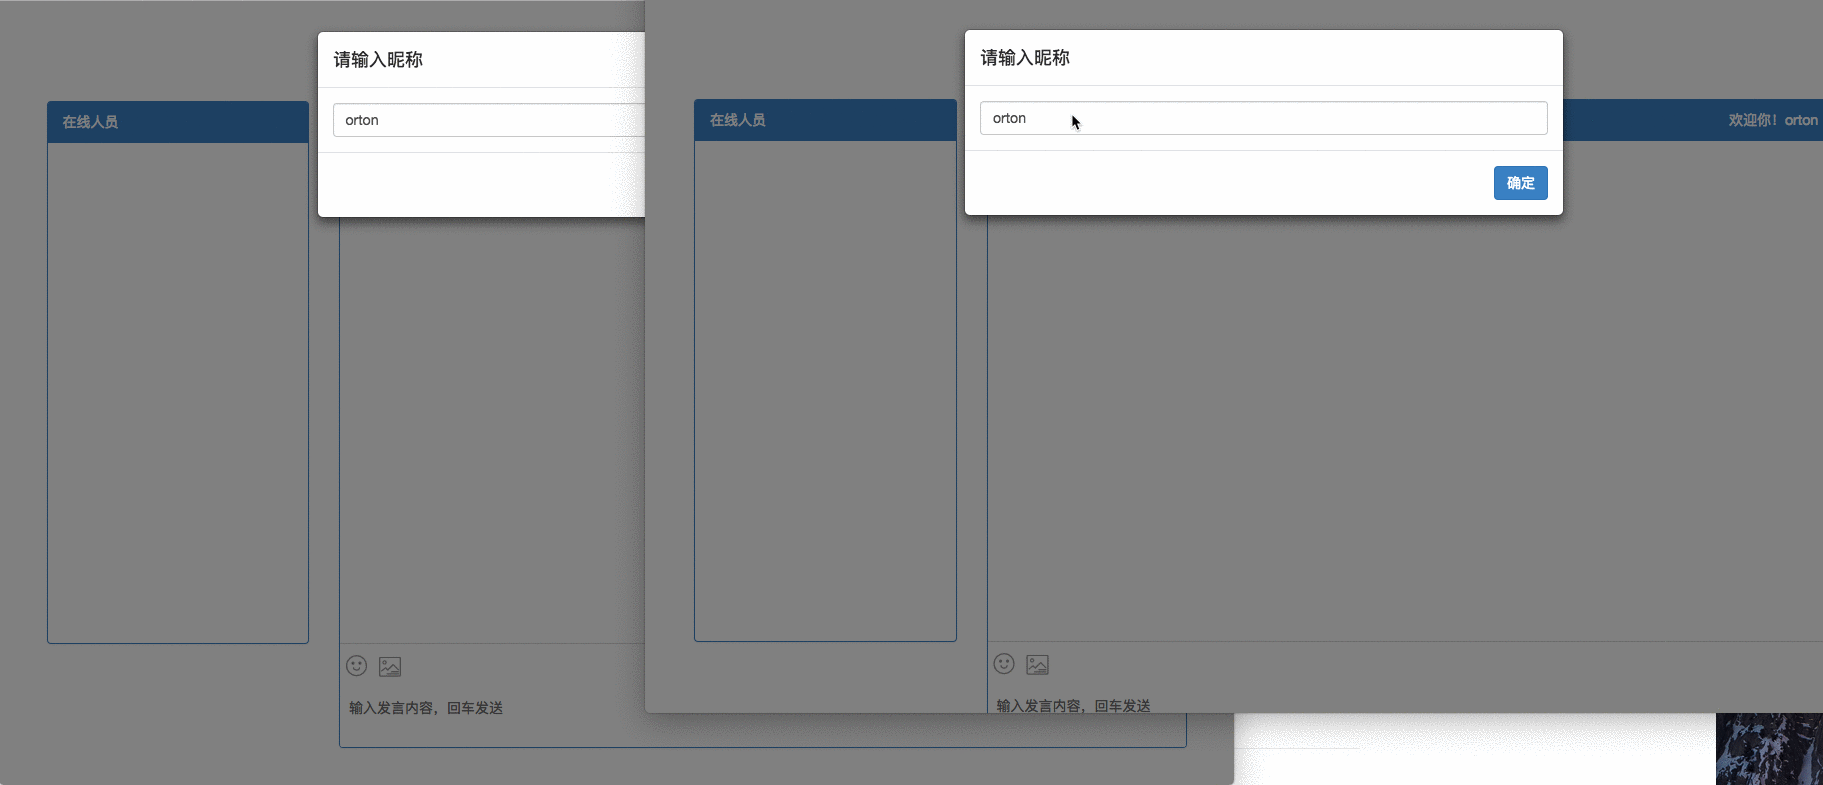 请输入昵称
orton
在线人员
输入发言内容，回车发送
请输入昵称
orton
确定
在线人员
欢迎你！orton
输入发言内容，回车发送